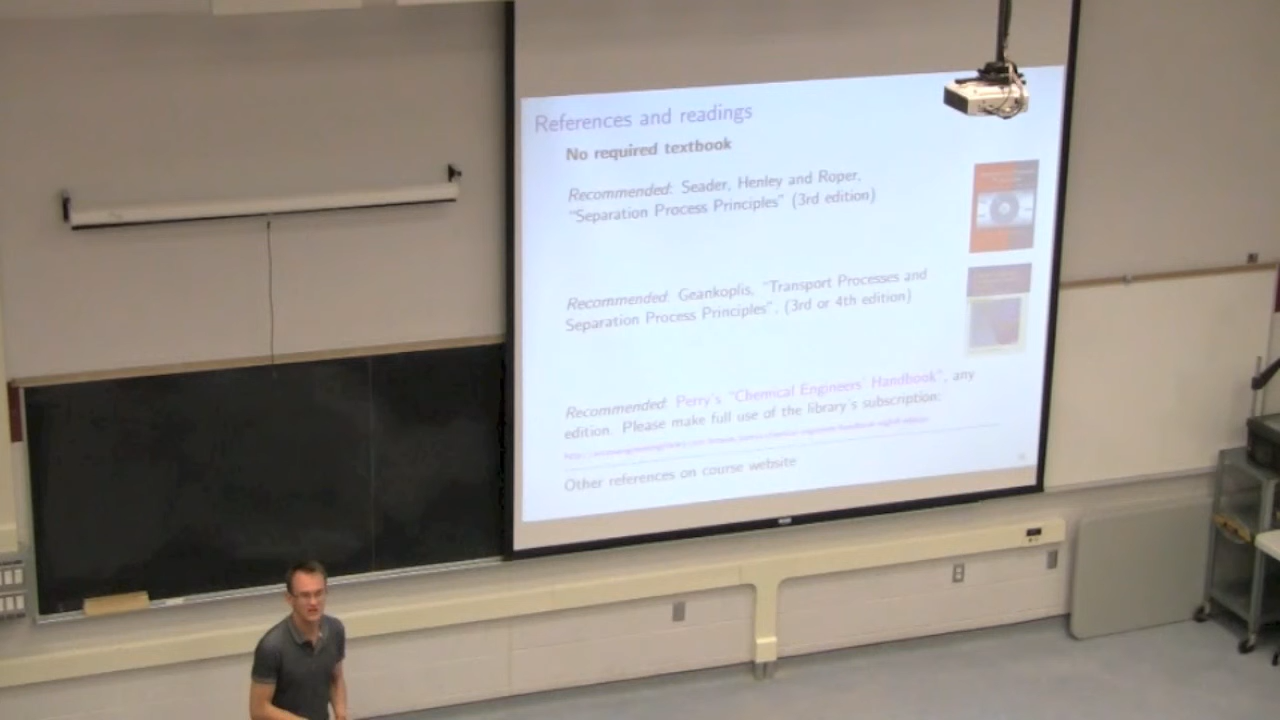 References and readings
No required textbook
Recommended: Seader, Henley and Roper,
"Separation Process Principles" (3rd edition)
Recommended: Geankoplis, "Transport Processes and
Separation Process Principles", (3rd or 4th edition)
Recommended: Perry's "Chemical Engineers' Handbook", any
edition. Please make full use of the library's subscription:
Other references on course website